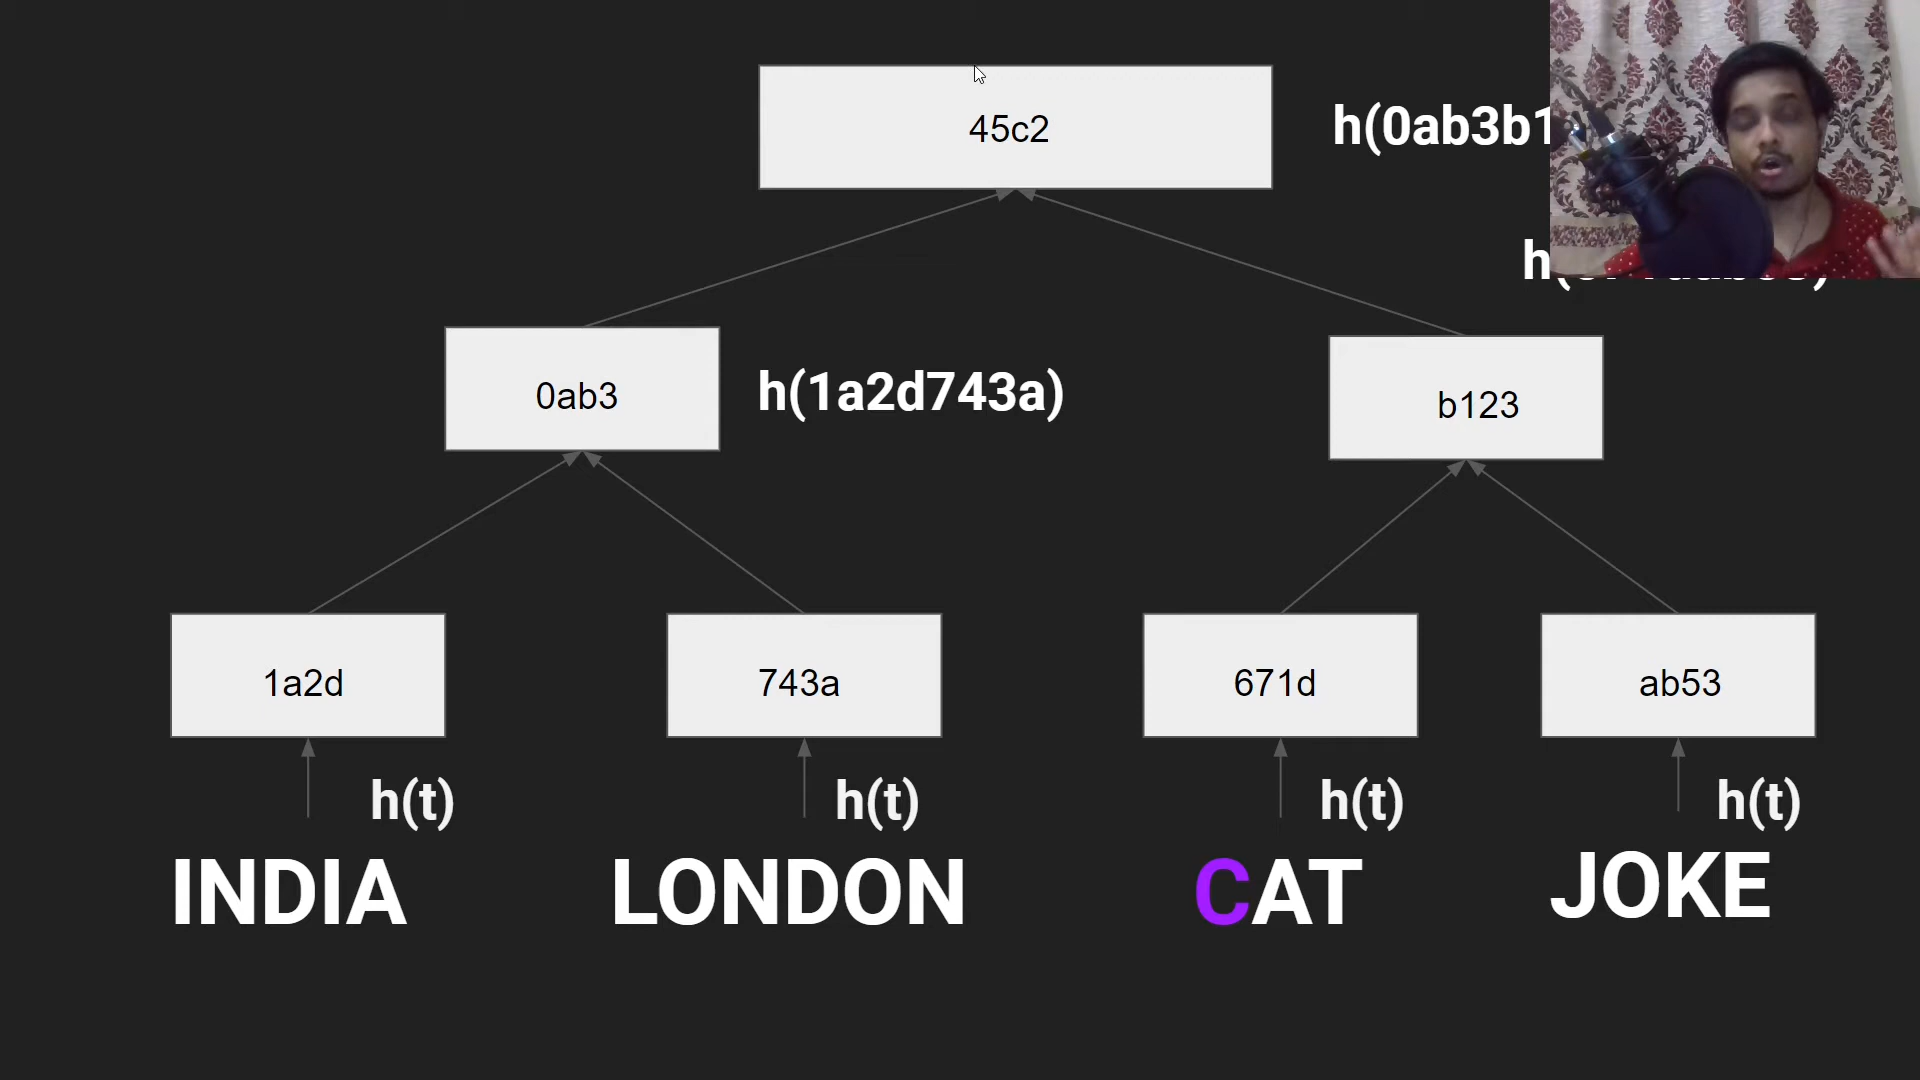 45c2
h(0ab3b1
0ab3
h(1a2d743a)
b123
1a2d
743a
671d
ab53
h(t)
h(t)
h(t)
h(t)
INDIA
LONDON
CAT
JOKE